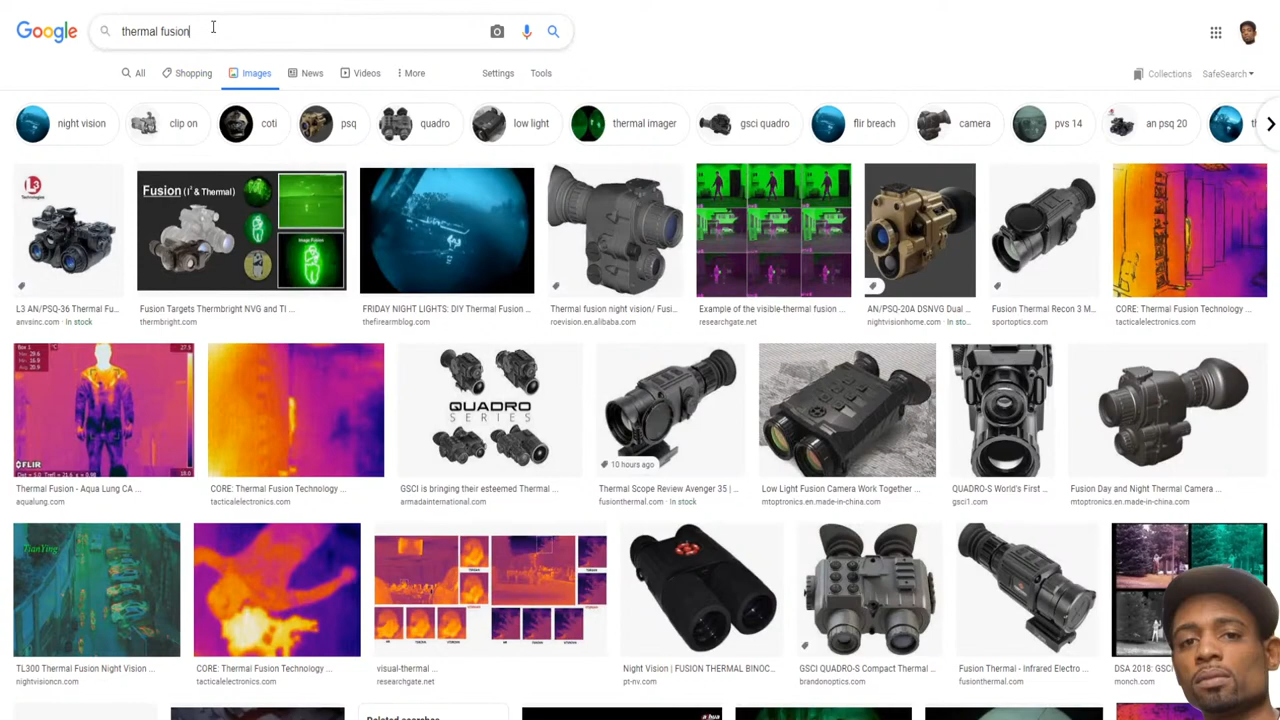 Google
thermal fusion
All
Shopping
Images
News
Videos
More
Settings
Tools
Collections
SafeSearch
night vision
clip on
coti
psq
quadro
low light
thermal imager
gsci quadro
flir breach
camera
pvs 14
an psq 20
L3
Technologies
Fusion (I² & Thermal)
Image Fusion
L3 AN/PSQ-36 Thermal Fu...
anvsinc.com · In stock
Fusion Targets Thermbright NVG and TI ...
thermbright.com
FRIDAY NIGHT LIGHTS: DIY Thermal Fusion ...
thefirearmblog.com
Thermal fusion night vision/ Fusi...
roevision.en.alibaba.com
Example of the visible-thermal fusion ...
researchgate.net
AN/PSQ-20A DSNVG Dual ...
nightvisionhome.com · In sto...
Fusion Thermal Recon 3 M...
sportoptics.com
CORE: Thermal Fusion Technology ...
tacticalelectronics.com
27.5
18.0
FLIR
QUADRO
SERIES
10 hours ago
Thermal Fusion - Aqua Lung CA ...
aqualung.com
CORE: Thermal Fusion Technology ...
tacticalelectronics.com
GSCI is bringing their esteemed Thermal ...
armadainternational.com
Thermal Scope Review Avenger 35 | ...
fusionthermal.com · In stock
Low Light Fusion Camera Work Together ...
mtoptronics.en.made-in-china.com
QUADRO-S World's First ...
gsci1.com
Fusion Day and Night Thermal Camera ...
mtoptronics.en.made-in-china.com
TianYing
TL300 Thermal Fusion Night Vision ...
nightvisioncn.com
CORE: Thermal Fusion Technology ...
tacticalelectronics.com
visual-thermal ...
researchgate.net
Night Vision | FUSION THERMAL BINOC...
pt-nv.com
GSCI QUADRO-S Compact Thermal ...
brandonoptics.com
Fusion Thermal - Infrared Electro ...
fusionthermal.com
DSA 2018: GSCI
monch.com
Related searches
alhua